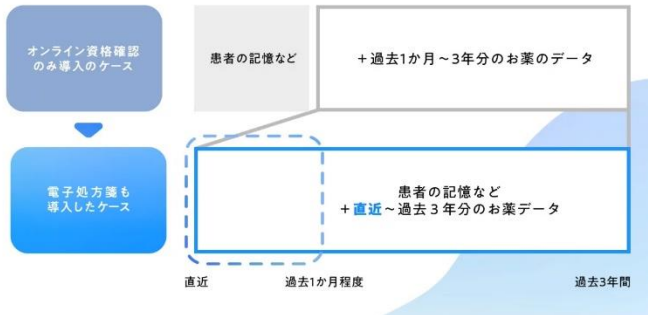 オンライン資格確認
のみ導入のケース
患者の記憶など
＋過去1か月～3年分のお薬のデータ
電子処方箋も
導入したケース
患者の記憶など
＋直近～過去３年分のお薬データ
直近
過去1か月程度
過去3年間